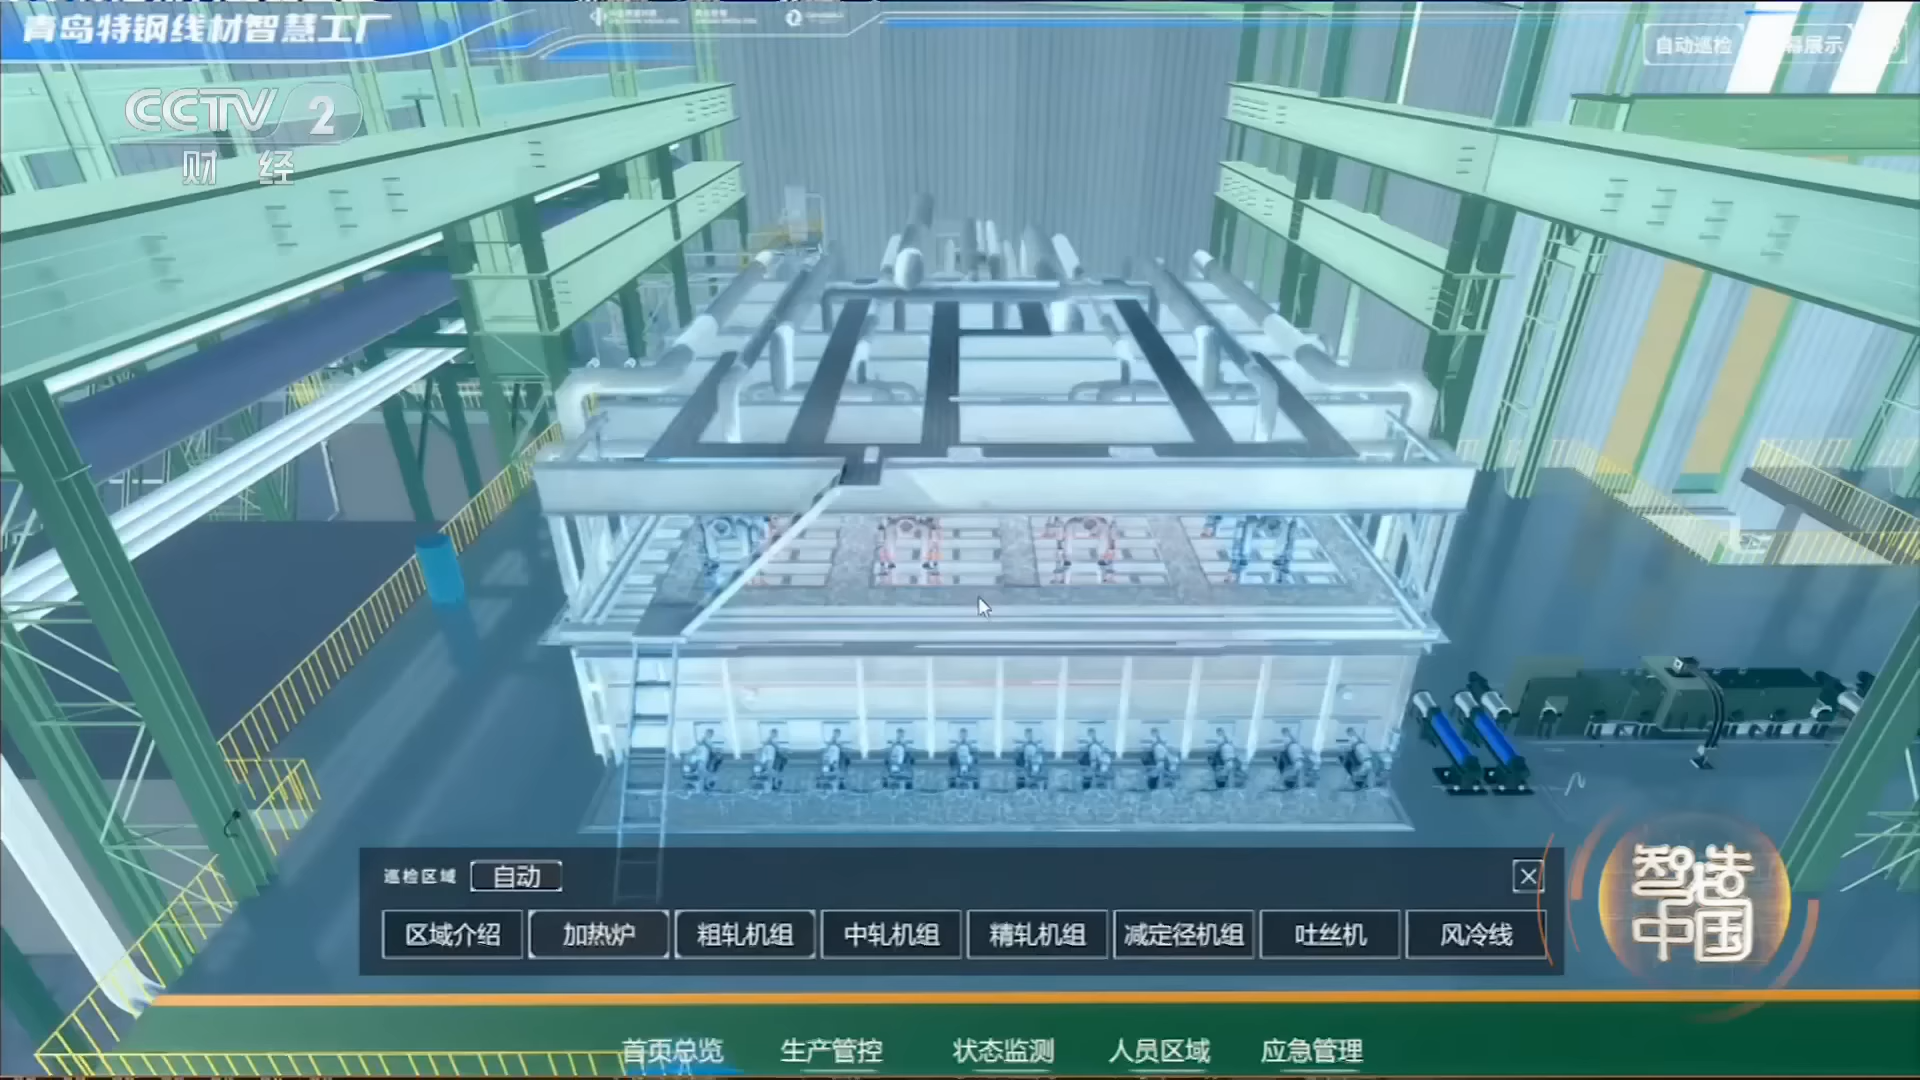 青岛特钢线材智慧工厂
自动巡检
幕展示
CCTV 2
财 经
巡检区域 自动
区域介绍 加热炉 粗轧机组 中轧机组 精轧机组 减定径机组 吐丝机 风冷线
智造
中国
首页总览 生产管控 状态监测 人员区域 应急管理